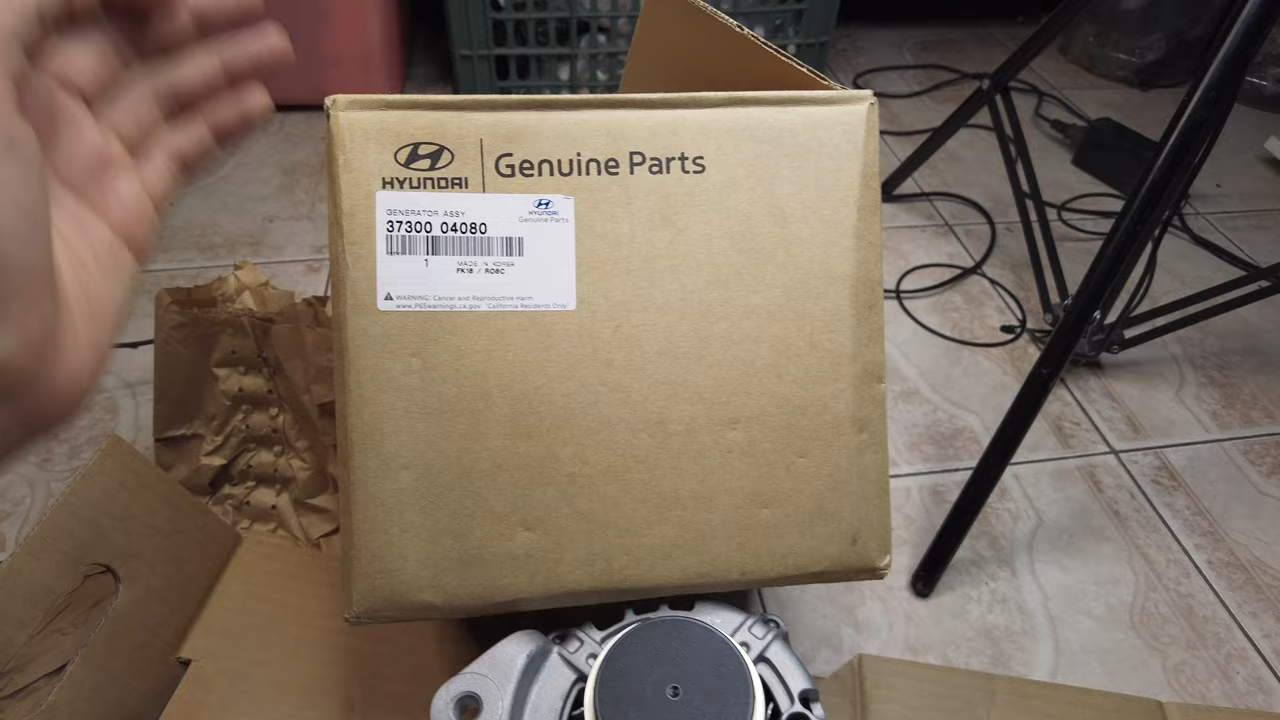 HYUNDAI
Genuine Parts
GENERATOR ASSY
HYUNDAI
Genuine Parts
37300 04080
1
MADE IN KOREA
FK18 / RO8C
WARNING: Cancer and Reproductive Harm
www.P65warnings.ca.gov "California Residents Only"